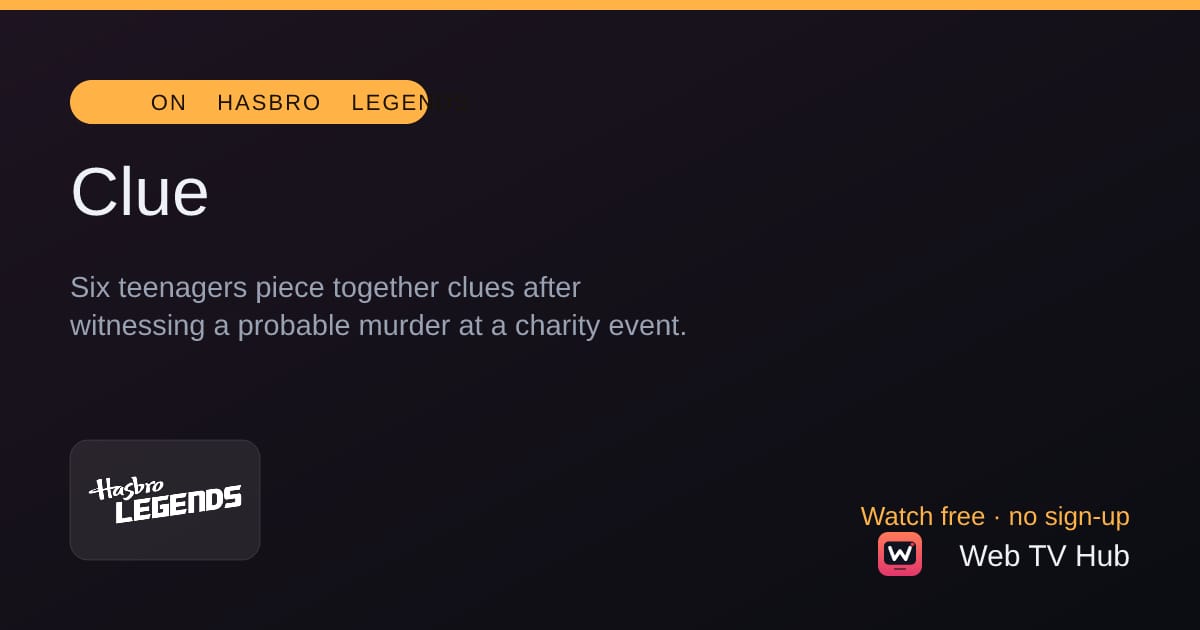 ON HASBRO LEGENDS
Clue
Six teenagers piece together clues after
witnessing a probable murder at a charity event.
Hasbro
LEGENDS
Watch free · no sign-up
W
Web TV Hub